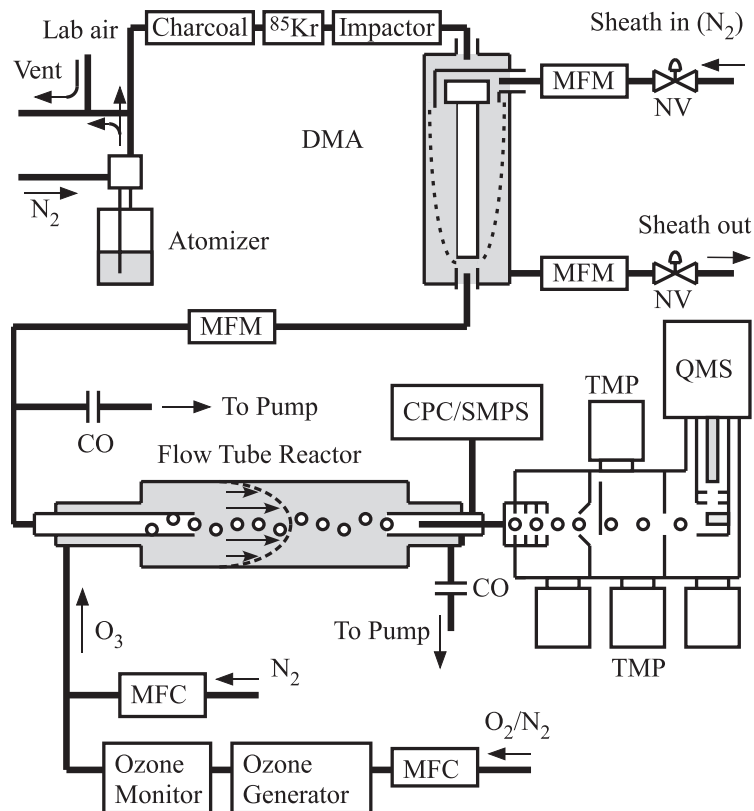 Lab air
Charcoal
⁸⁵Kr
Impactor
Sheath in (N₂)
Vent
MFM
NV
DMA
N₂
Atomizer
Sheath out
MFM
NV
MFM
QMS
TMP
To Pump
CO
CPC/SMPS
Flow Tube Reactor
CO
To Pump
O₃
TMP
N₂
MFC
O₂/N₂
Ozone
Monitor
Ozone
Generator
MFC